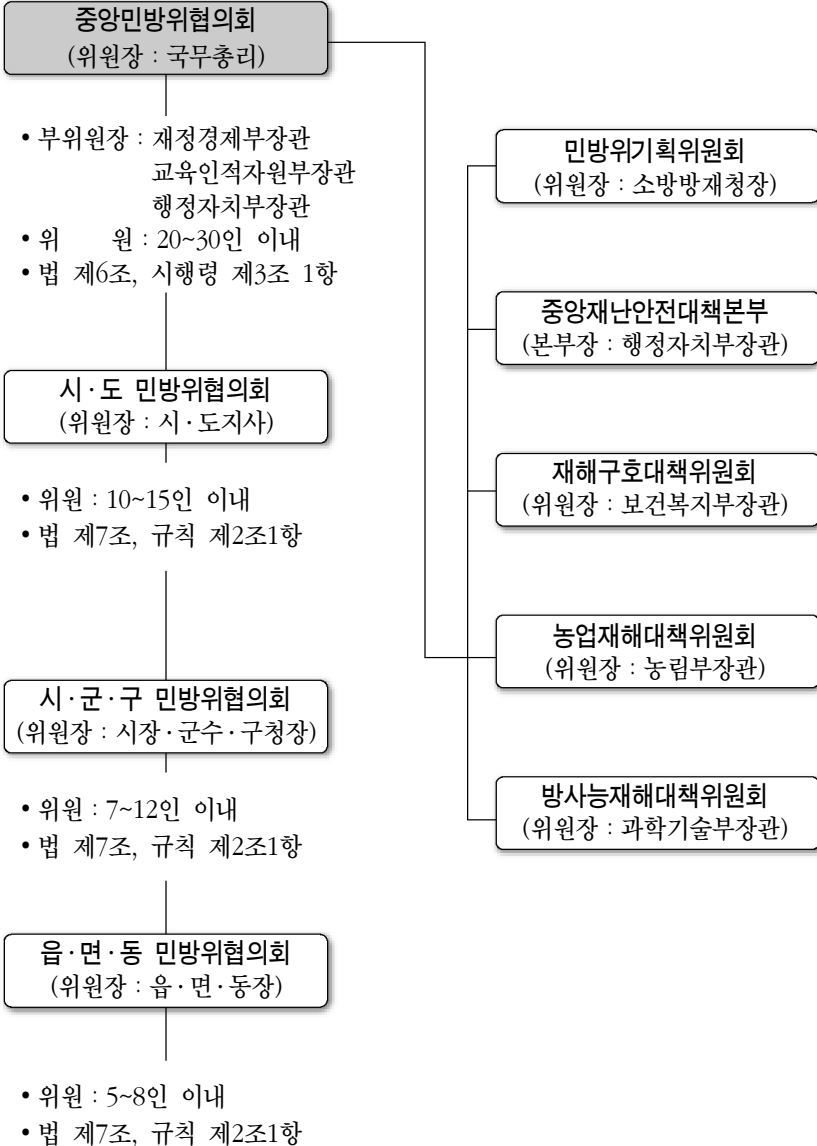 중앙민방위협의회
(위원장 : 국무총리)
• 부위원장 : 재정경제부장관
교육인적자원부장관
행정자치부장관
• 위 원 : 20~30인 이내
• 법 제6조, 시행령 제3조 1항
시·도 민방위협의회
(위원장 : 시·도지사)
• 위원 : 10~15인 이내
• 법 제7조, 규칙 제2조1항
시·군·구 민방위협의회
(위원장 : 시장·군수·구청장)
• 위원 : 7~12인 이내
• 법 제7조, 규칙 제2조1항
읍·면·동 민방위협의회
(위원장 : 읍·면·동장)
• 위원 : 5~8인 이내
• 법 제7조, 규칙 제2조1항
민방위기획위원회
(위원장 : 소방방재청장)
중앙재난안전대책본부
(본부장 : 행정자치부장관)
재해구호대책위원회
(위원장 : 보건복지부장관)
농업재해대책위원회
(위원장 : 농림부장관)
방사능재해대책위원회
(위원장 : 과학기술부장관)